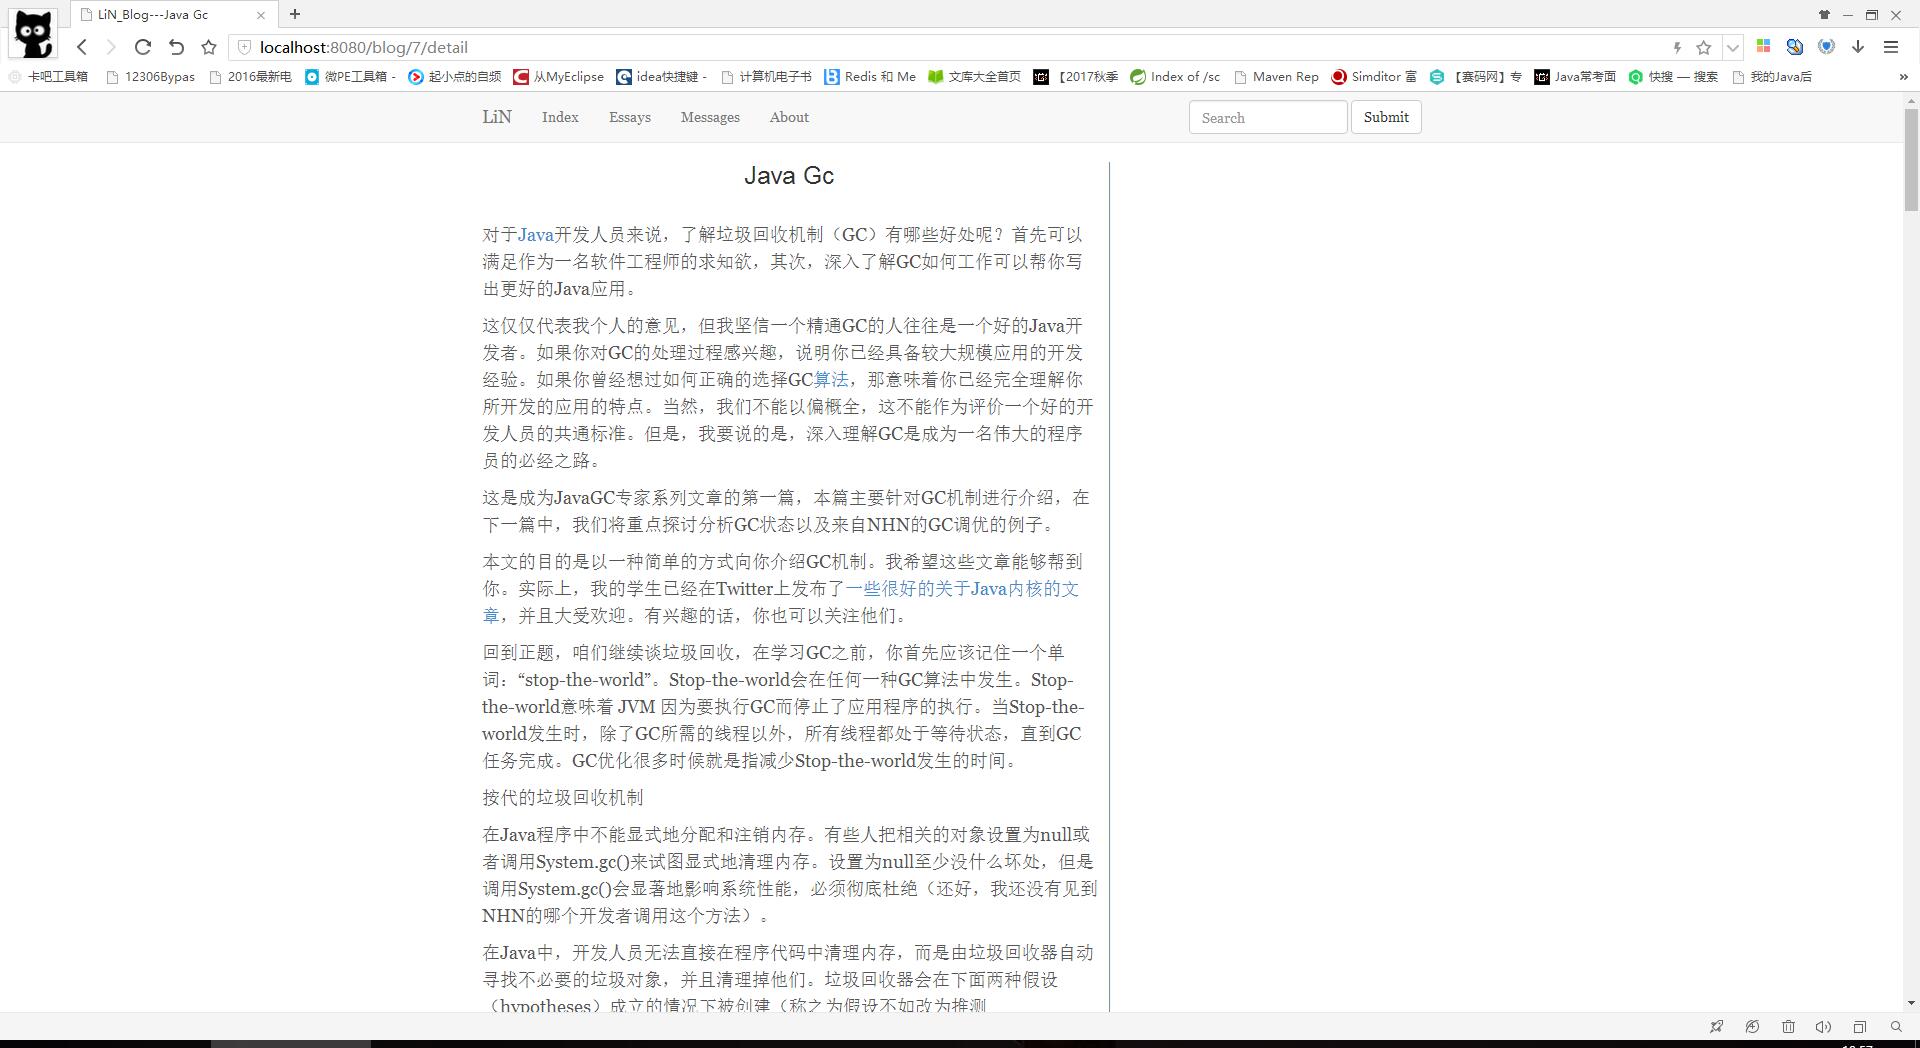 LiN_Blog---Java Gc
localhost:8080/blog/7/detail
卡吧工具箱 12306Bypas 2016最新电 微PE工具箱 - 起小点的自频 从MyEclipse idea快捷键 - 计算机电子书 Redis 和 Me 文库大全首页 【2017秋季 Index of /sc Maven Rep Simditor 富 【赛码网】专 Java常考面 快搜 — 搜索 我的Java后 »
LiN Index Essays Messages About Search Submit
Java Gc
对于Java开发人员来说，了解垃圾回收机制（GC）有哪些好处呢？首先可以
满足作为一名软件工程师的求知欲，其次，深入了解GC如何工作可以帮你写
出更好的Java应用。
这仅仅代表我个人的意见，但我坚信一个精通GC的人往往是一个好的Java开
发者。如果你对GC的处理过程感兴趣，说明你已经具备较大规模应用的开发
经验。如果你曾经想过如何正确的选择GC算法，那意味着你已经完全理解你
所开发的应用的特点。当然，我们不能以偏概全，这不能作为评价一个好的开
发人员的共通标准。但是，我要说的是，深入理解GC是成为一名伟大的程序
员的必经之路。
这是成为JavaGC专家系列文章的第一篇，本篇主要针对GC机制进行介绍，在
下一篇中，我们将重点探讨分析GC状态以及来自NHN的GC调优的例子。
本文的目的是以一种简单的方式向你介绍GC机制。我希望这些文章能够帮到
你。实际上，我的学生已经在Twitter上发布了一些很好的关于Java内核的文
章，并且大受欢迎。有兴趣的话，你也可以关注他们。
回到正题，咱们继续谈垃圾回收，在学习GC之前，你首先应该记住一个单
词：“stop-the-world”。Stop-the-world会在任何一种GC算法中发生。Stop-
the-world意味着 JVM 因为要执行GC而停止了应用程序的执行。当Stop-the-
world发生时，除了GC所需的线程以外，所有线程都处于等待状态，直到GC
任务完成。GC优化很多时候就是指减少Stop-the-world发生的时间。
按代的垃圾回收机制
在Java程序中不能显式地分配和注销内存。有些人把相关的对象设置为null或
者调用System.gc()来试图显式地清理内存。设置为null至少没什么坏处，但是
调用System.gc()会显著地影响系统性能，必须彻底杜绝（还好，我还没有见到
NHN的哪个开发者调用这个方法）。
在Java中，开发人员无法直接在程序代码中清理内存，而是由垃圾回收器自动
寻找不必要的垃圾对象，并且清理掉他们。垃圾回收器会在下面两种假设
（hypotheses）成立的情况下被创建（称之为假设不如改为推测